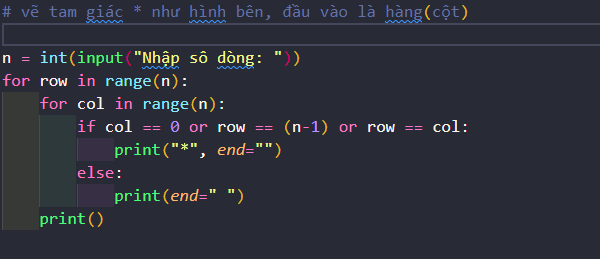 # vẽ tam giác * như hình bên, đầu vào là hàng(cột)
n = int(input("Nhập số dòng: "))
for row in range(n):
    for col in range(n):
        if col == 0 or row == (n-1) or row == col:
            print("*", end="")
        else:
            print(end=" ")
    print()